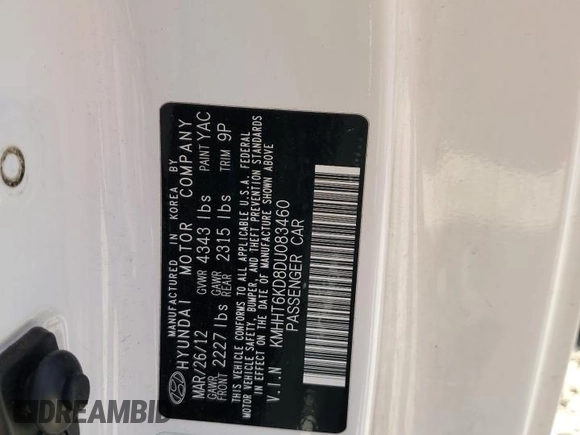 MANUFACTURED IN KOREA BY
HYUNDAI MOTOR COMPANY
MAR/26/12 GVWR 4343 lbs PAINT YAC
GAWR FRONT 2227 lbs GAWR REAR 2315 lbs TRIM 9P
THIS VEHICLE CONFORMS TO ALL APPLICABLE U.S.A. FEDERAL
MOTOR VEHICLE SAFETY, BUMPER, AND THEFT PREVENTION STANDARDS
IN EFFECT ON THE DATE OF MANUFACTURE SHOWN ABOVE
V.I.N KMHHT6KD8DU083460
PASSENGER CAR
DREAMBID